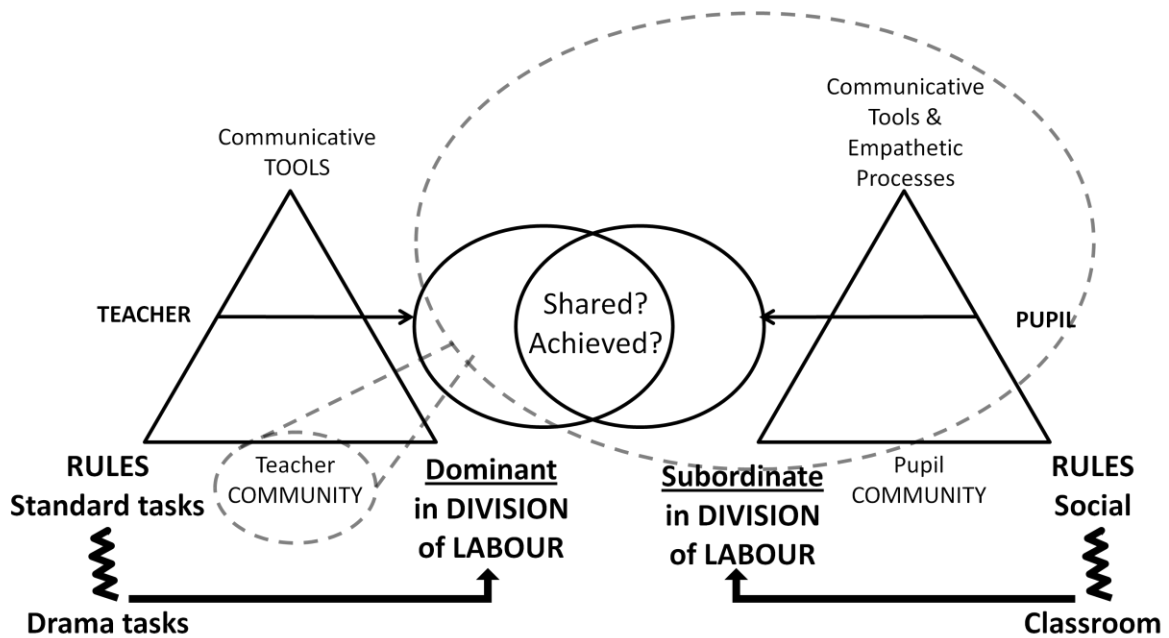 Communicative
TOOLS
Communicative
Tools &
Empathetic
Processes
TEACHER
Shared?
Achieved?
PUPIL
RULES
Standard tasks
Teacher
COMMUNITY
Dominant
in DIVISION
of LABOUR
Subordinate
in DIVISION
of LABOUR
Pupil
COMMUNITY
RULES
Social
Drama tasks
Classroom